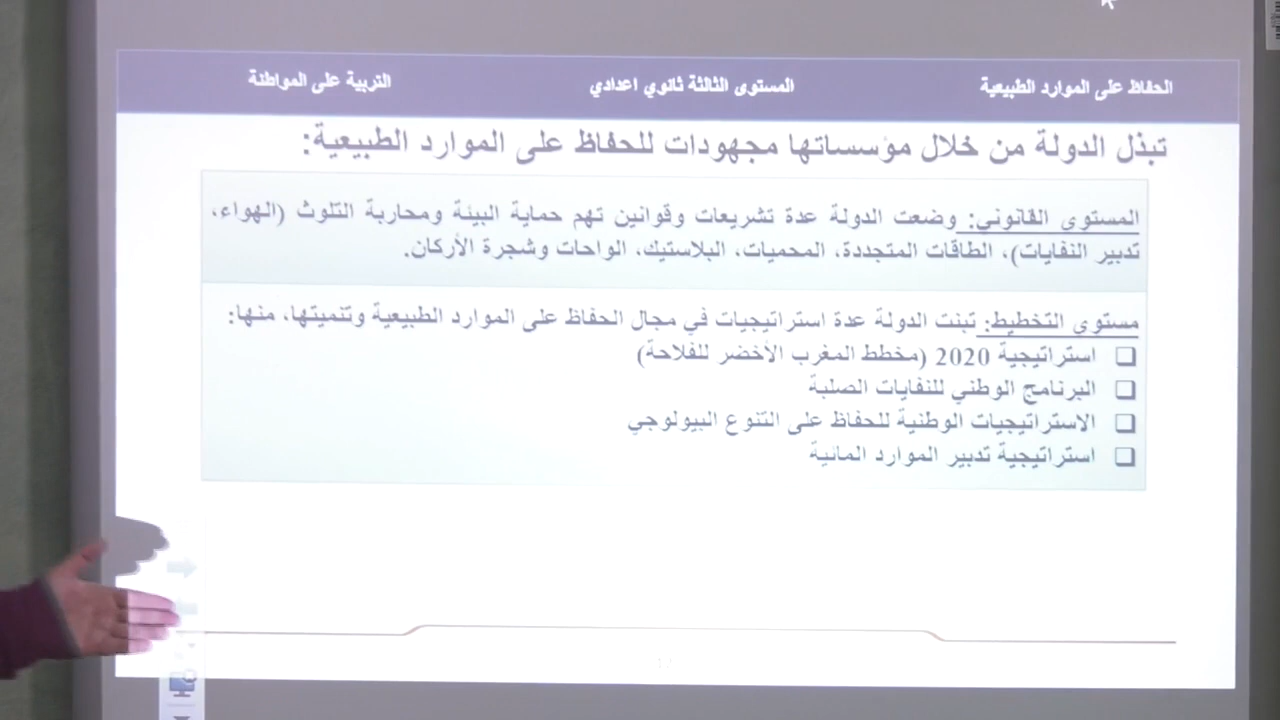 الحفاظ على الموارد الطبيعية
المستوى الثالثة ثانوي اعدادي
التربية على المواطنة
تبذل الدولة من خلال مؤسساتها مجهودات للحفاظ على الموارد الطبيعية:
المستوى القانوني: وضعت الدولة عدة تشريعات وقوانين تهم حماية البيئة ومحاربة التلوث (الهواء،
تدبير النفايات)، الطاقات المتجددة، المحميات، البلاستيك، الواحات وشجرة الأركان.
مستوى التخطيط: تبنت الدولة عدة استراتيجيات في مجال الحفاظ على الموارد الطبيعية وتنميتها، منها:
❑ استراتيجية 2020 (مخطط المغرب الأخضر للفلاحة)
❑ البرنامج الوطني للنفايات الصلبة
❑ الاستراتيجيات الوطنية للحفاظ على التنوع البيولوجي
❑ استراتيجية تدبير الموارد المائية